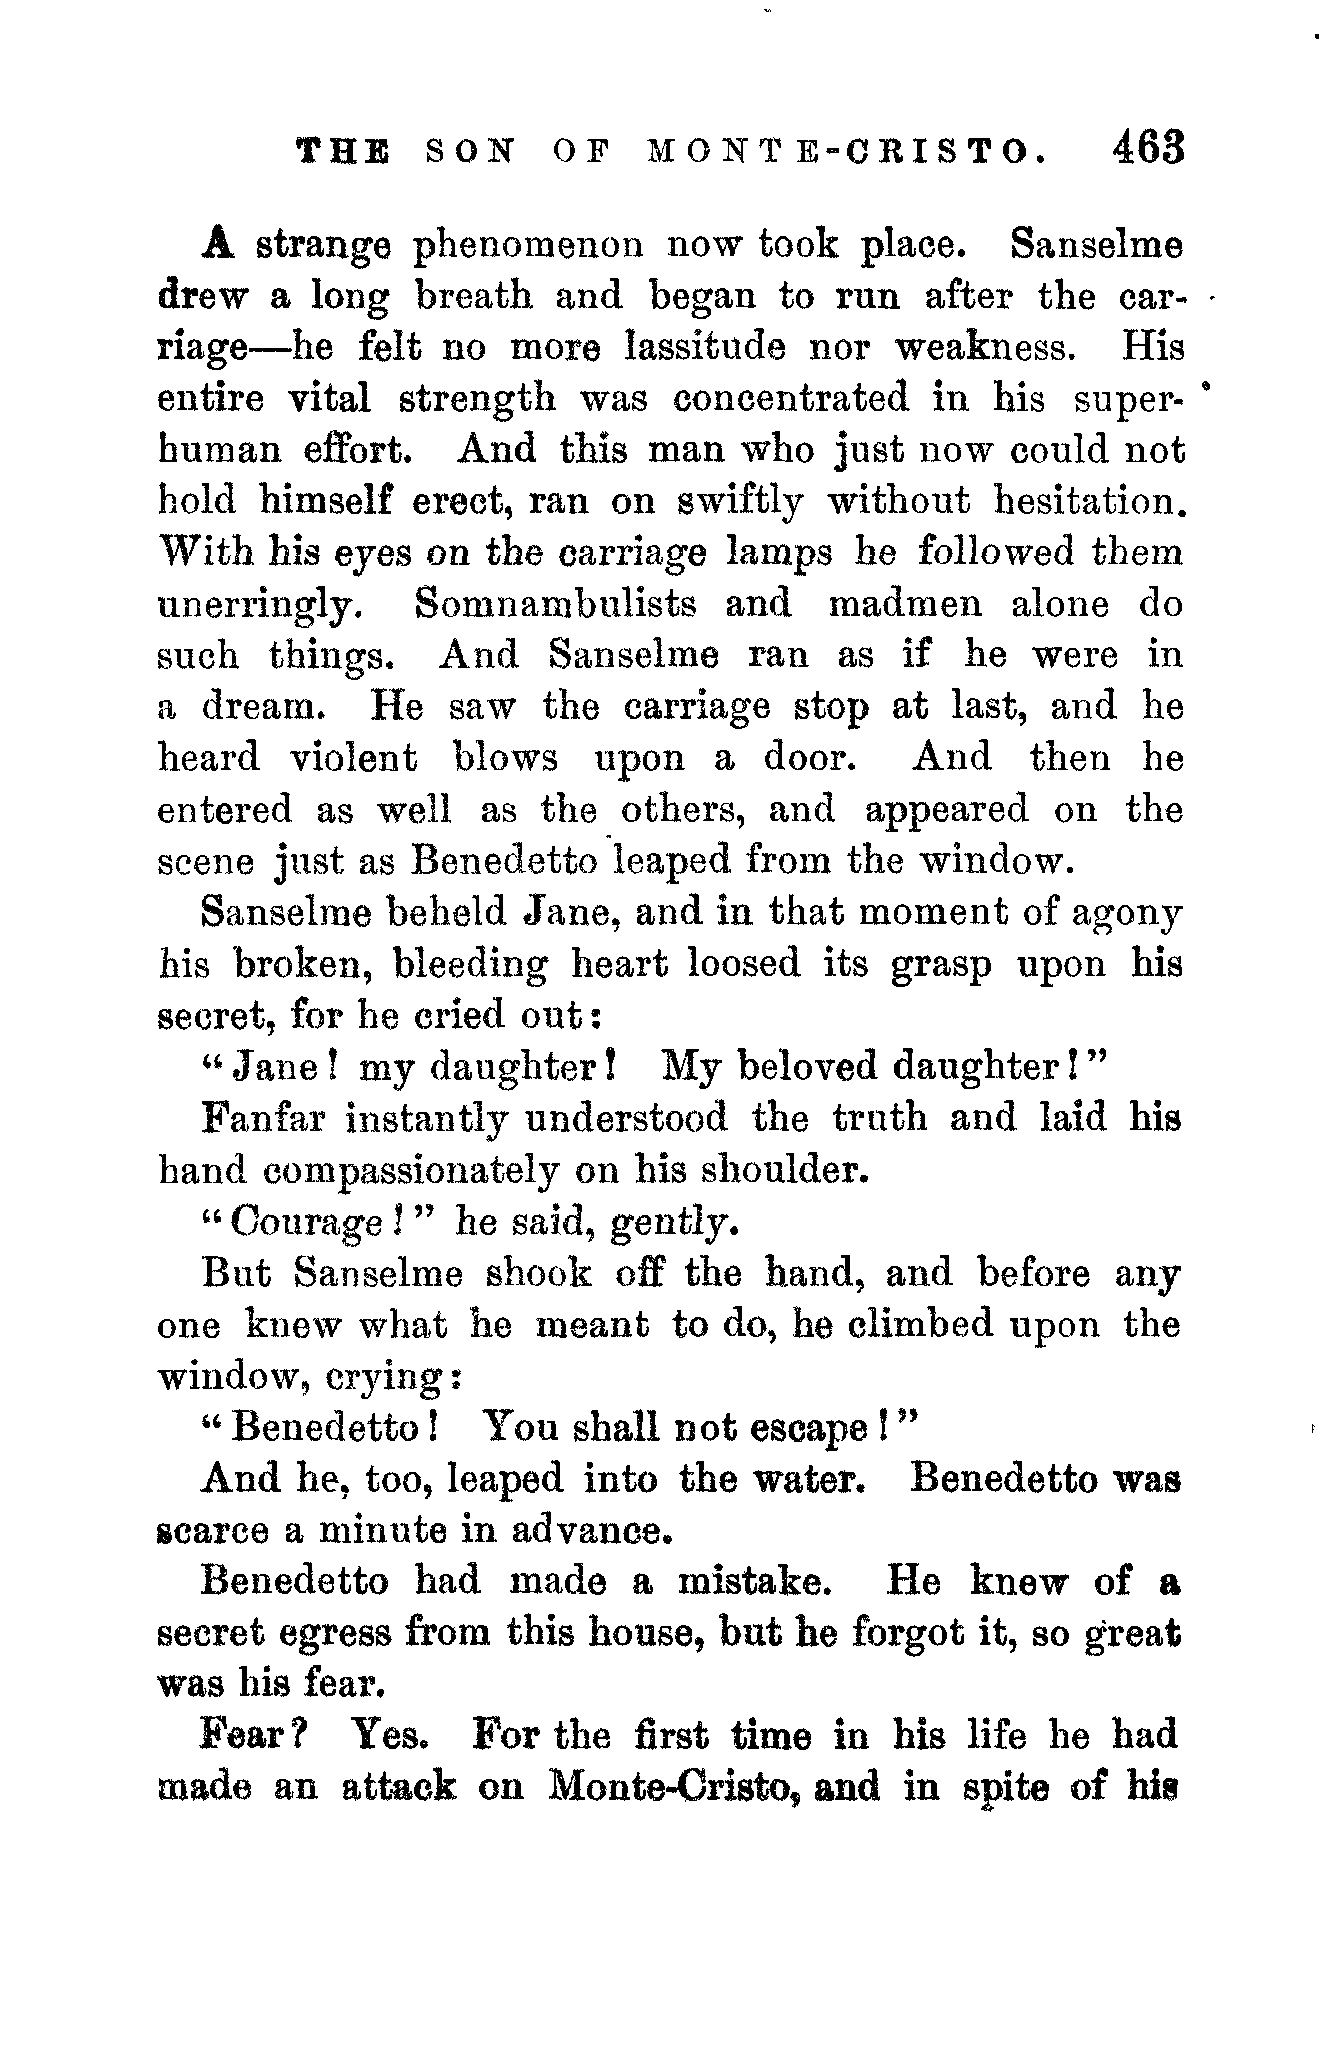 THE SON OF MONTE-CRISTO. 463
A strange phenomenon now took place. Sanselme
drew a long breath and began to run after the car-
riage—he felt no more lassitude nor weakness. His
entire vital strength was concentrated in his super-
human effort. And this man who just now could not
hold himself erect, ran on swiftly without hesitation.
With his eyes on the carriage lamps he followed them
unerringly. Somnambulists and madmen alone do
such things. And Sanselme ran as if he were in
a dream. He saw the carriage stop at last, and he
heard violent blows upon a door. And then he
entered as well as the others, and appeared on the
scene just as Benedetto leaped from the window.
Sanselme beheld Jane, and in that moment of agony
his broken, bleeding heart loosed its grasp upon his
secret, for he cried out:
“Jane! my daughter! My beloved daughter!”
Fanfar instantly understood the truth and laid his
hand compassionately on his shoulder.
“Courage!” he said, gently.
But Sanselme shook off the hand, and before any
one knew what he meant to do, he climbed upon the
window, crying:
“Benedetto! You shall not escape!”
And he, too, leaped into the water. Benedetto was
scarce a minute in advance.
Benedetto had made a mistake. He knew of a
secret egress from this house, but he forgot it, so great
was his fear.
Fear? Yes. For the first time in his life he had
made an attack on Monte-Cristo, and in spite of his